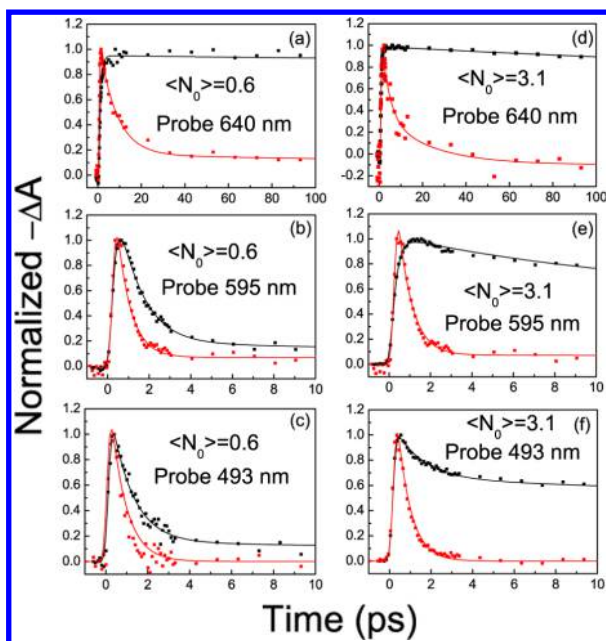 Normalized −ΔA
(a)
<N₀>=0.6
Probe 640 nm
1.0
0.8
0.6
0.4
0.2
0.0
0 20 40 60 80 100
(d)
<N₀>=3.1
Probe 640 nm
1.0
0.8
0.6
0.4
0.2
0.0
-0.2
0 20 40 60 80 100
(b)
<N₀>=0.6
Probe 595 nm
1.0
0.8
0.6
0.4
0.2
0.0
0 2 4 6 8 10
(e)
<N₀>=3.1
Probe 595 nm
1.0
0.8
0.6
0.4
0.2
0.0
0 2 4 6 8 10
(c)
<N₀>=0.6
Probe 493 nm
1.0
0.8
0.6
0.4
0.2
0.0
0 2 4 6 8 10
(f)
<N₀>=3.1
Probe 493 nm
1.0
0.8
0.6
0.4
0.2
0.0
0 2 4 6 8 10
Time (ps)